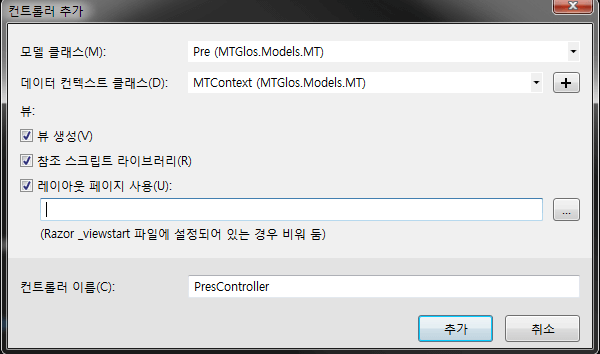 컨트롤러 추가
모델 클래스(M): Pre (MTGlos.Models.MT)
데이터 컨텍스트 클래스(D): MTContext (MTGlos.Models.MT)
뷰:
뷰 생성(V)
참조 스크립트 라이브러리(R)
레이아웃 페이지 사용(U):
...
(Razor _viewstart 파일에 설정되어 있는 경우 비워 둠)
컨트롤러 이름(C): PresController
추가 취소